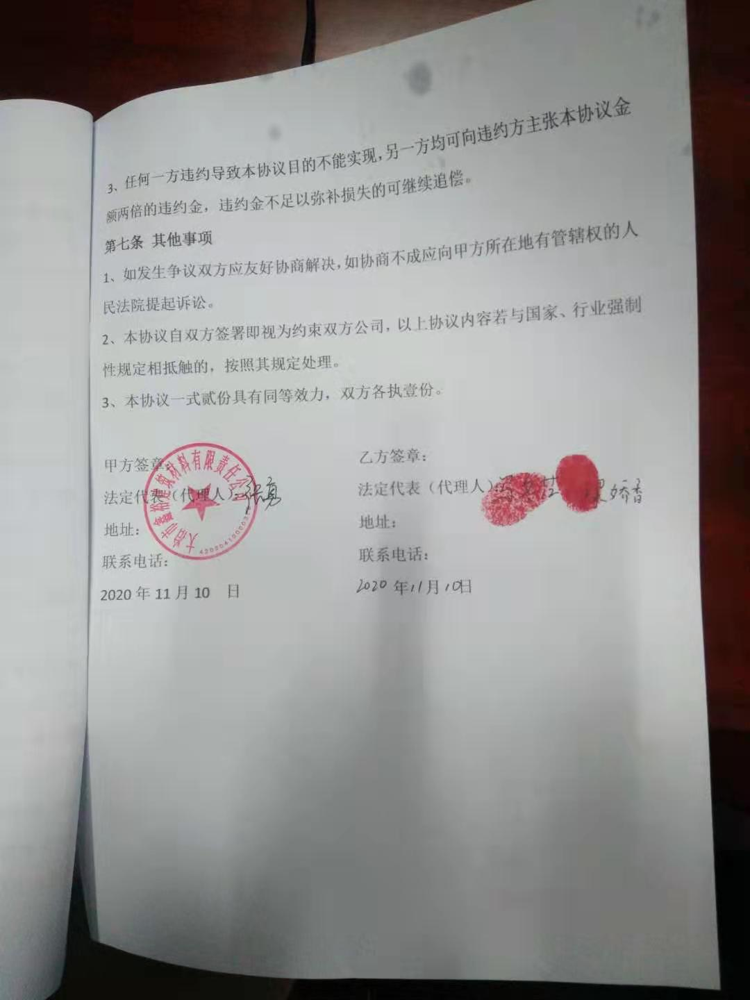 3、任何一方违约导致本协议目的不能实现，另一方均可向违约方主张本协议金
额两倍的违约金，违约金不足以弥补损失的可继续追偿。
第七条 其他事项
1、如发生争议双方应友好协商解决，如协商不成应向甲方所在地有管辖权的人
民法院提起诉讼。
2、本协议自双方签署即视为约束双方公司，以上协议内容若与国家、行业强制
性规定相抵触的，按照其规定处理。
3、本协议一式贰份具有同等效力，双方各执壹份。
甲方签章：
法定代表（代理人）：
地址：
联系电话：
2020 年 11 月 10 日
建筑材料有限责任公司
乙方签章：
法定代表（代理人）： 娇香
地址：
联系电话：
2020 年 11 月 10 日